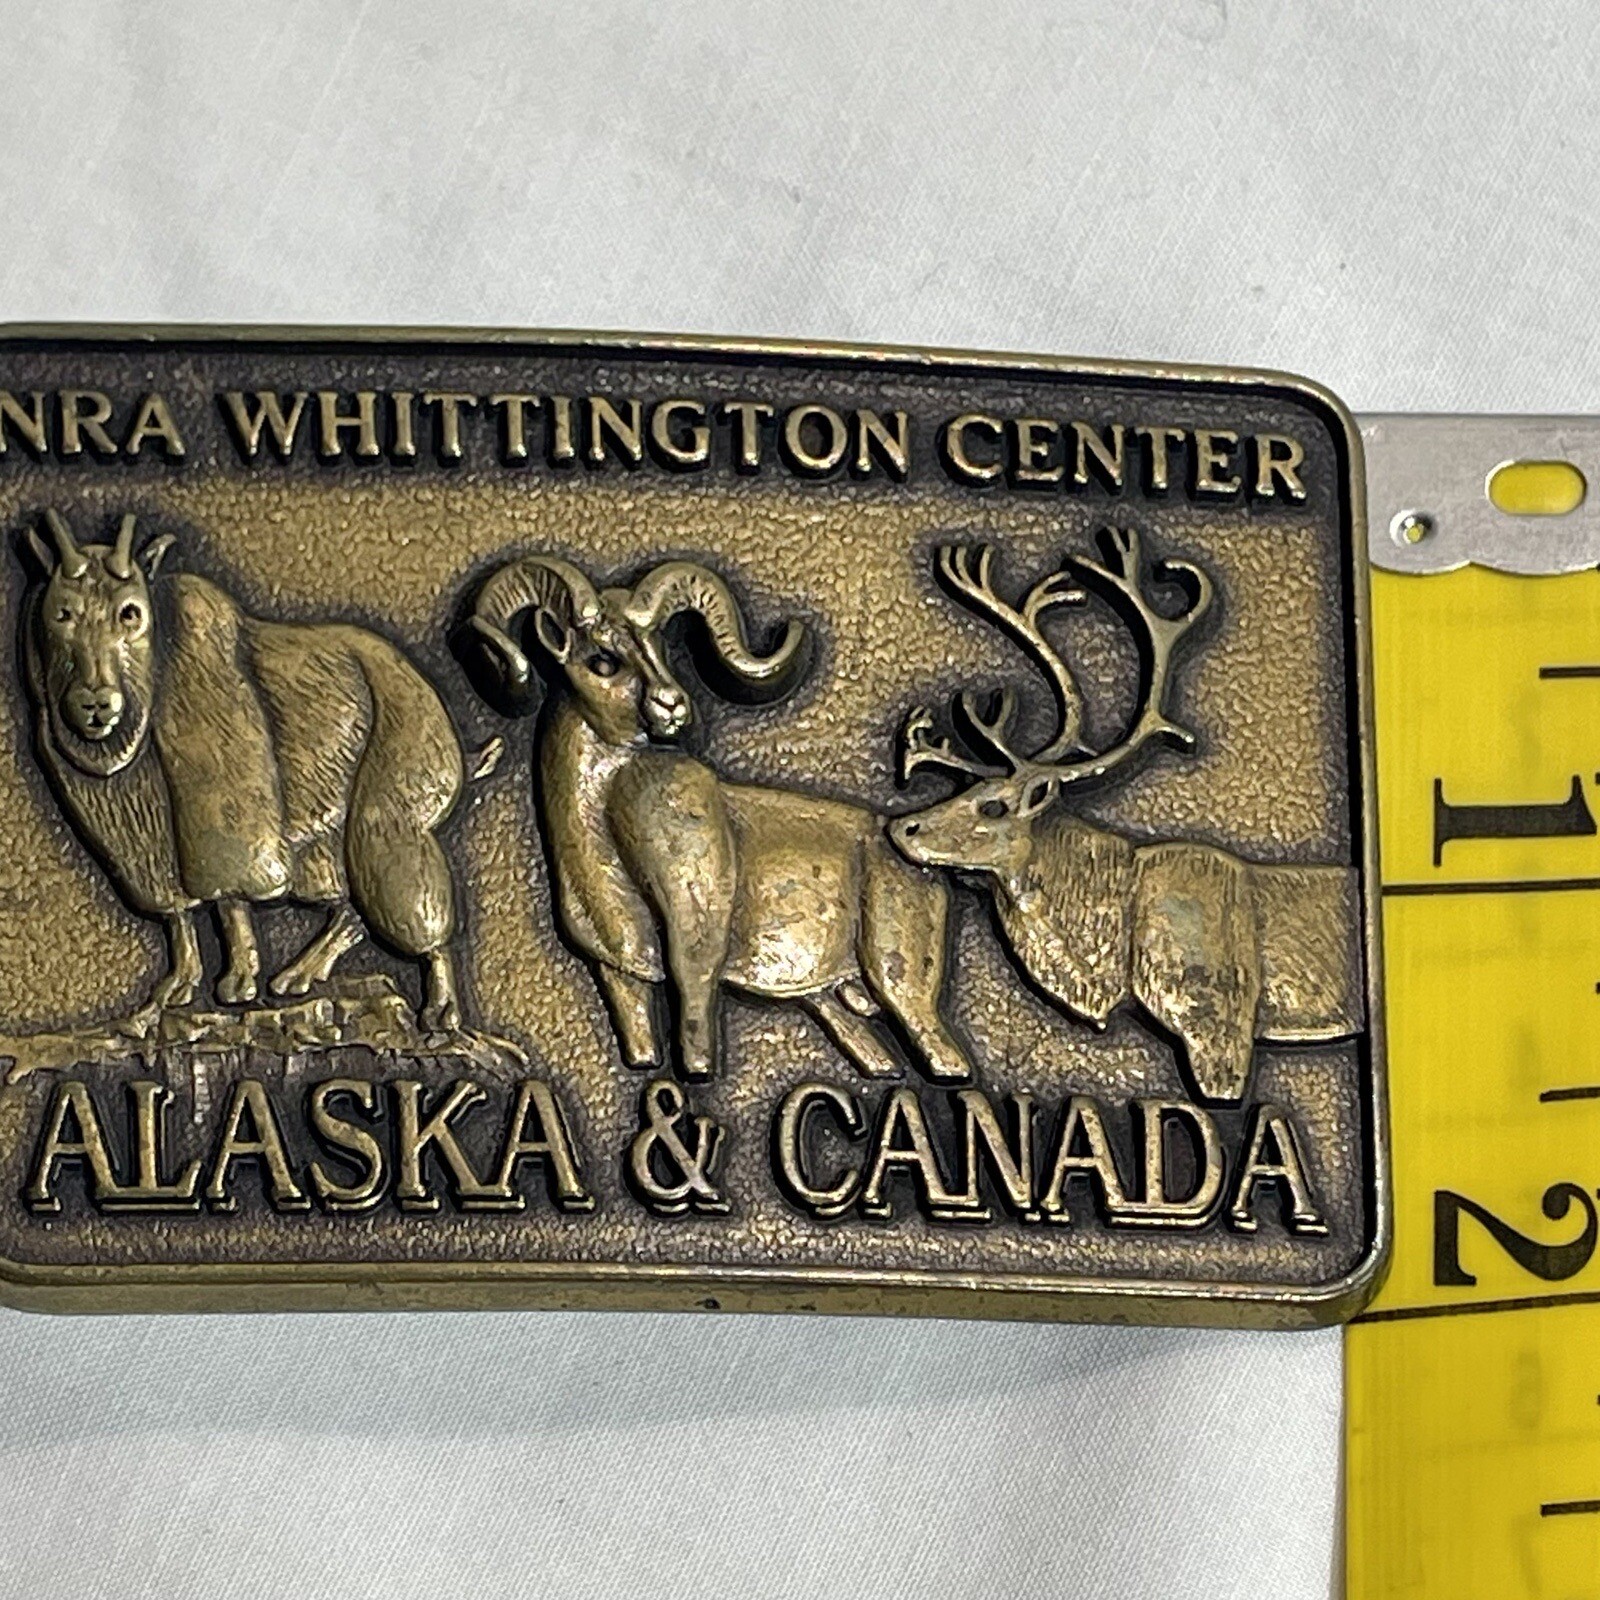 NRA WHITTINGTON CENTER
ALASKA & CANADA
1
2